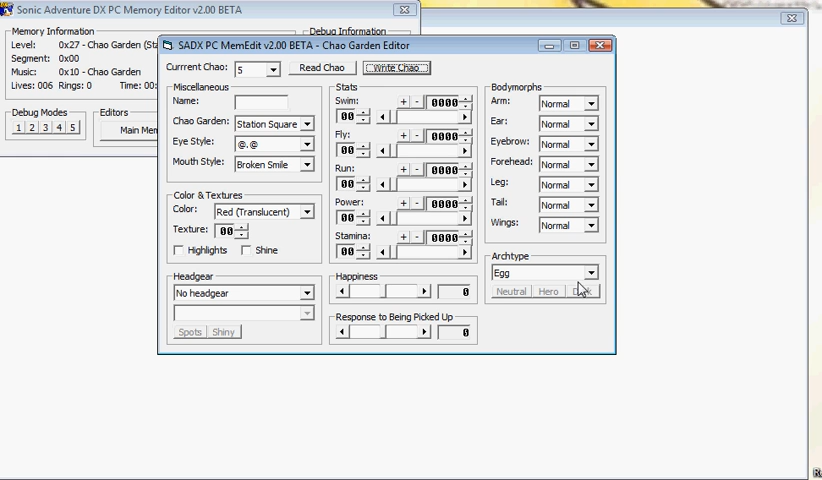 Sonic Adventure DX PC Memory Editor v2.00 BETA
Memory Information
Debug Information
Level: 0x27 - Chao Garden (Sta
Segment: 0x00
Music: 0x10 - Chao Garden
Lives: 006 Rings: 0 Time: 00:
Debug Modes
1 2 3 4 5
Editors
Main Mem
SADX PC MemEdit v2.00 BETA - Chao Garden Editor
Currrent Chao: 5
Read Chao
Write Chao
Miscellaneous
Name:
Chao Garden: Station Square
Eye Style: @.@
Mouth Style: Broken Smile
Color & Textures
Color: Red (Translucent)
Texture: 00
Highlights Shine
Headgear
No headgear
Spots Shiny
Stats
Swim: + - 0000
00
Fly: + - 0000
00
Run: + - 0000
00
Power: + - 0000
00
Stamina: + - 0000
00
Happiness
0
Response to Being Picked Up
0
Bodymorphs
Arm: Normal
Ear: Normal
Eyebrow: Normal
Forehead: Normal
Leg: Normal
Tail: Normal
Wings: Normal
Archtype
Egg
Neutral Hero